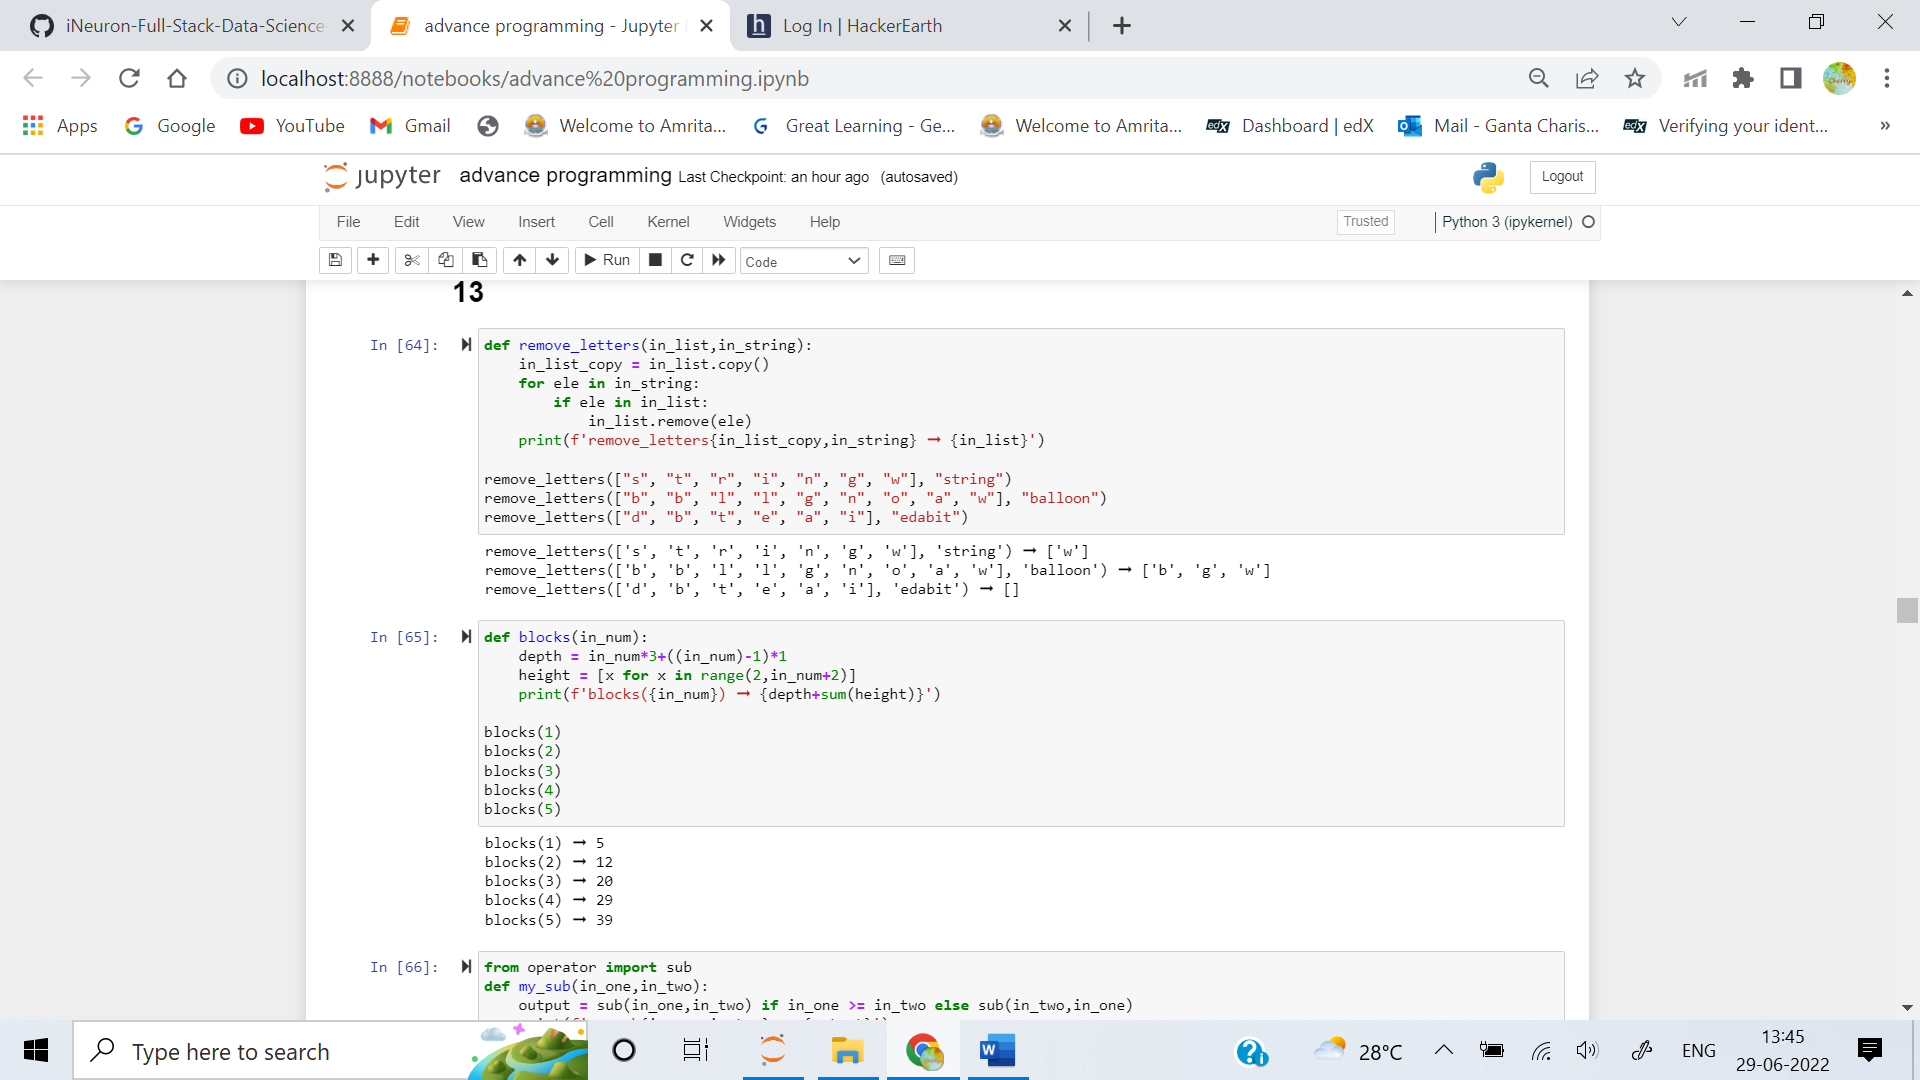 iNeuron-Full-Stack-Data-Science
advance programming - Jupyter
Log In | HackerEarth
localhost:8888/notebooks/advance%20programming.ipynb
Apps Google YouTube Gmail Welcome to Amrita... Great Learning - Ge... Welcome to Amrita... edX Dashboard | edX Mail - Ganta Charis... edX Verifying your ident... »
jupyter advance programming Last Checkpoint: an hour ago (autosaved) Logout
File Edit View Insert Cell Kernel Widgets Help Trusted Python 3 (ipykernel)
Run Code
13
In [64]: def remove_letters(in_list,in_string):
    in_list_copy = in_list.copy()
    for ele in in_string:
        if ele in in_list:
            in_list.remove(ele)
    print(f'remove_letters{in_list_copy,in_string} ➞ {in_list}')
remove_letters(["s", "t", "r", "i", "n", "g", "w"], "string")
remove_letters(["b", "b", "l", "l", "g", "n", "o", "a", "w"], "balloon")
remove_letters(["d", "b", "t", "e", "a", "i"], "edabit")
remove_letters(['s', 't', 'r', 'i', 'n', 'g', 'w'], 'string') ➞ ['w']
remove_letters(['b', 'b', 'l', 'l', 'g', 'n', 'o', 'a', 'w'], 'balloon') ➞ ['b', 'g', 'w']
remove_letters(['d', 'b', 't', 'e', 'a', 'i'], 'edabit') ➞ []
In [65]: def blocks(in_num):
    depth = in_num*3+((in_num)-1)*1
    height = [x for x in range(2,in_num+2)]
    print(f'blocks({in_num}) ➞ {depth+sum(height)}')
blocks(1)
blocks(2)
blocks(3)
blocks(4)
blocks(5)
blocks(1) ➞ 5
blocks(2) ➞ 12
blocks(3) ➞ 20
blocks(4) ➞ 29
blocks(5) ➞ 39
In [66]: from operator import sub
def my_sub(in_one,in_two):
    output = sub(in_one,in_two) if in_one >= in_two else sub(in_two,in_one)
Type here to search
28°C ENG 13:45
29-06-2022